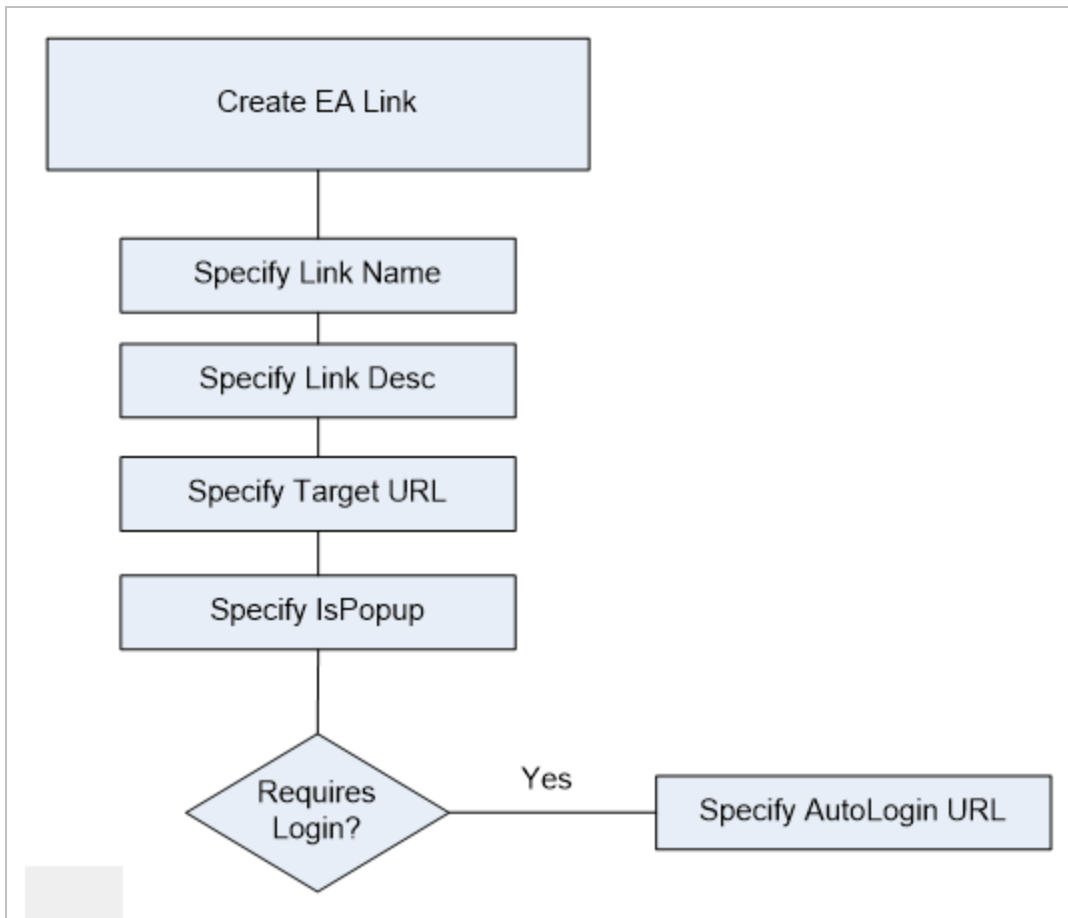 Create EA Link
Specify Link Name
Specify Link Desc
Specify Target URL
Specify IsPopup
Requires
Login?
Yes
Specify AutoLogin URL